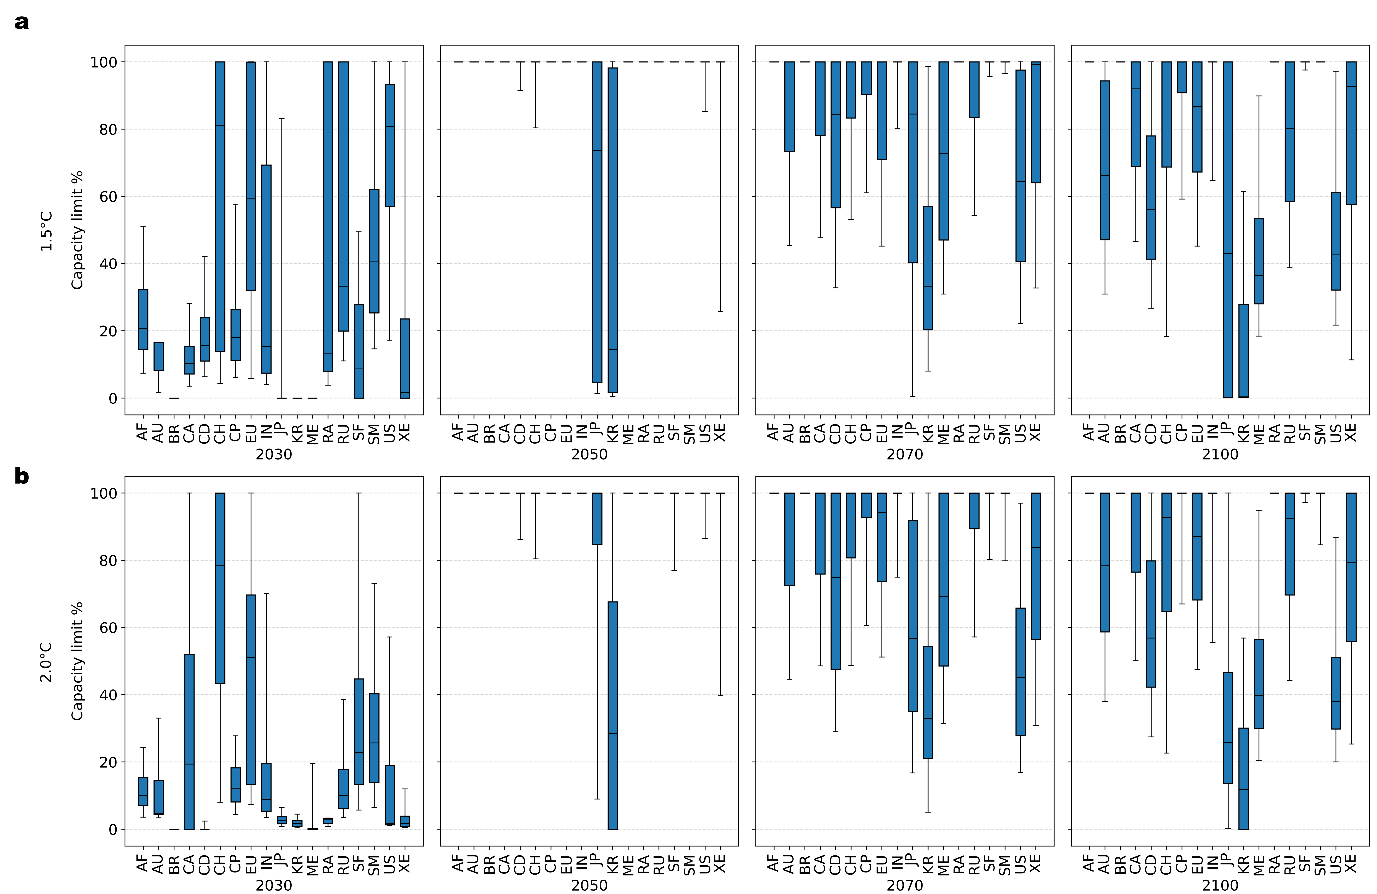 a
100
80
60
40
20
0
1.5°C
Capacity limit %
AF AU BR CA CD CH CP EU IN JP KR ME RA RU SF SM US XE
2030
AF AU BR CA CD CH CP EU IN JP KR ME RA RU SF SM US XE
2050
AF AU BR CA CD CH CP EU IN JP KR ME RA RU SF SM US XE
2070
AF AU BR CA CD CH CP EU IN JP KR ME RA RU SF SM US XE
2100
b
100
80
60
40
20
0
2.0°C
Capacity limit %
AF AU BR CA CD CH CP EU IN JP KR ME RA RU SF SM US XE
2030
AF AU BR CA CD CH CP EU IN JP KR ME RA RU SF SM US XE
2050
AF AU BR CA CD CH CP EU IN JP KR ME RA RU SF SM US XE
2070
AF AU BR CA CD CH CP EU IN JP KR ME RA RU SF SM US XE
2100